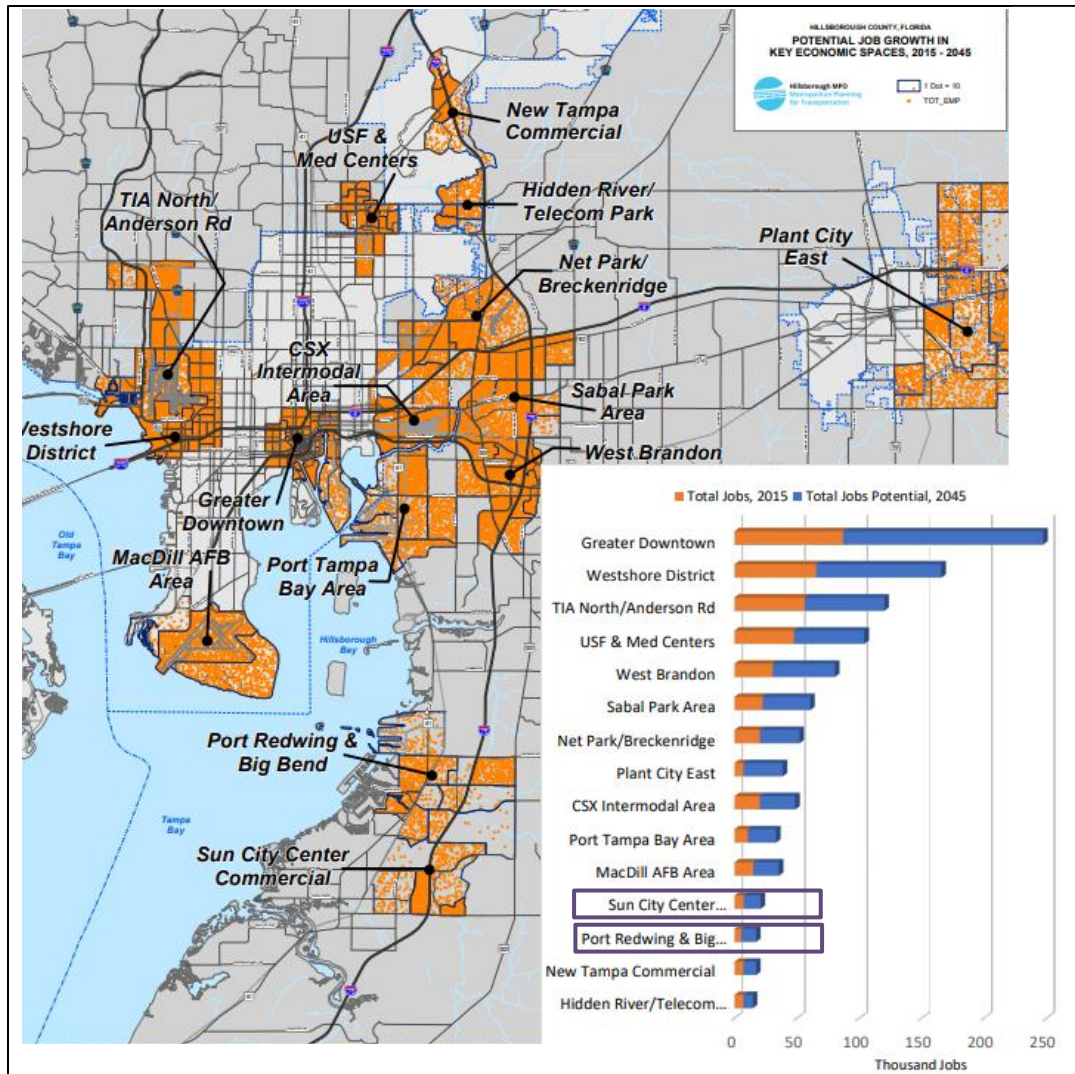 HILLSBOROUGH COUNTY, FLORIDA
POTENTIAL JOB GROWTH IN
KEY ECONOMIC SPACES, 2015 - 2045
Hillsborough MPO
Metropolitan Planning
for Transportation
1 Dot = 10
TOT_EMP
New Tampa
Commercial
USF &
Med Centers
TIA North/
Anderson Rd
Hidden River/
Telecom Park
Plant City
East
Net Park/
Breckenridge
CSX
Intermodal
Area
Sabal Park
Area
Westshore
District
West Brandon
Greater
Downtown
Old
Tampa
Bay
MacDill AFB
Area
Port Tampa
Bay Area
Hillsborough
Bay
Port Redwing &
Big Bend
Tampa
Bay
Sun City Center
Commercial
Total Jobs, 2015
Total Jobs Potential, 2045
Greater Downtown
Westshore District
TIA North/Anderson Rd
USF & Med Centers
West Brandon
Sabal Park Area
Net Park/Breckenridge
Plant City East
CSX Intermodal Area
Port Tampa Bay Area
MacDill AFB Area
Sun City Center...
Port Redwing & Big...
New Tampa Commercial
Hidden River/Telecom...
0 50 100 150 200 250
Thousand Jobs